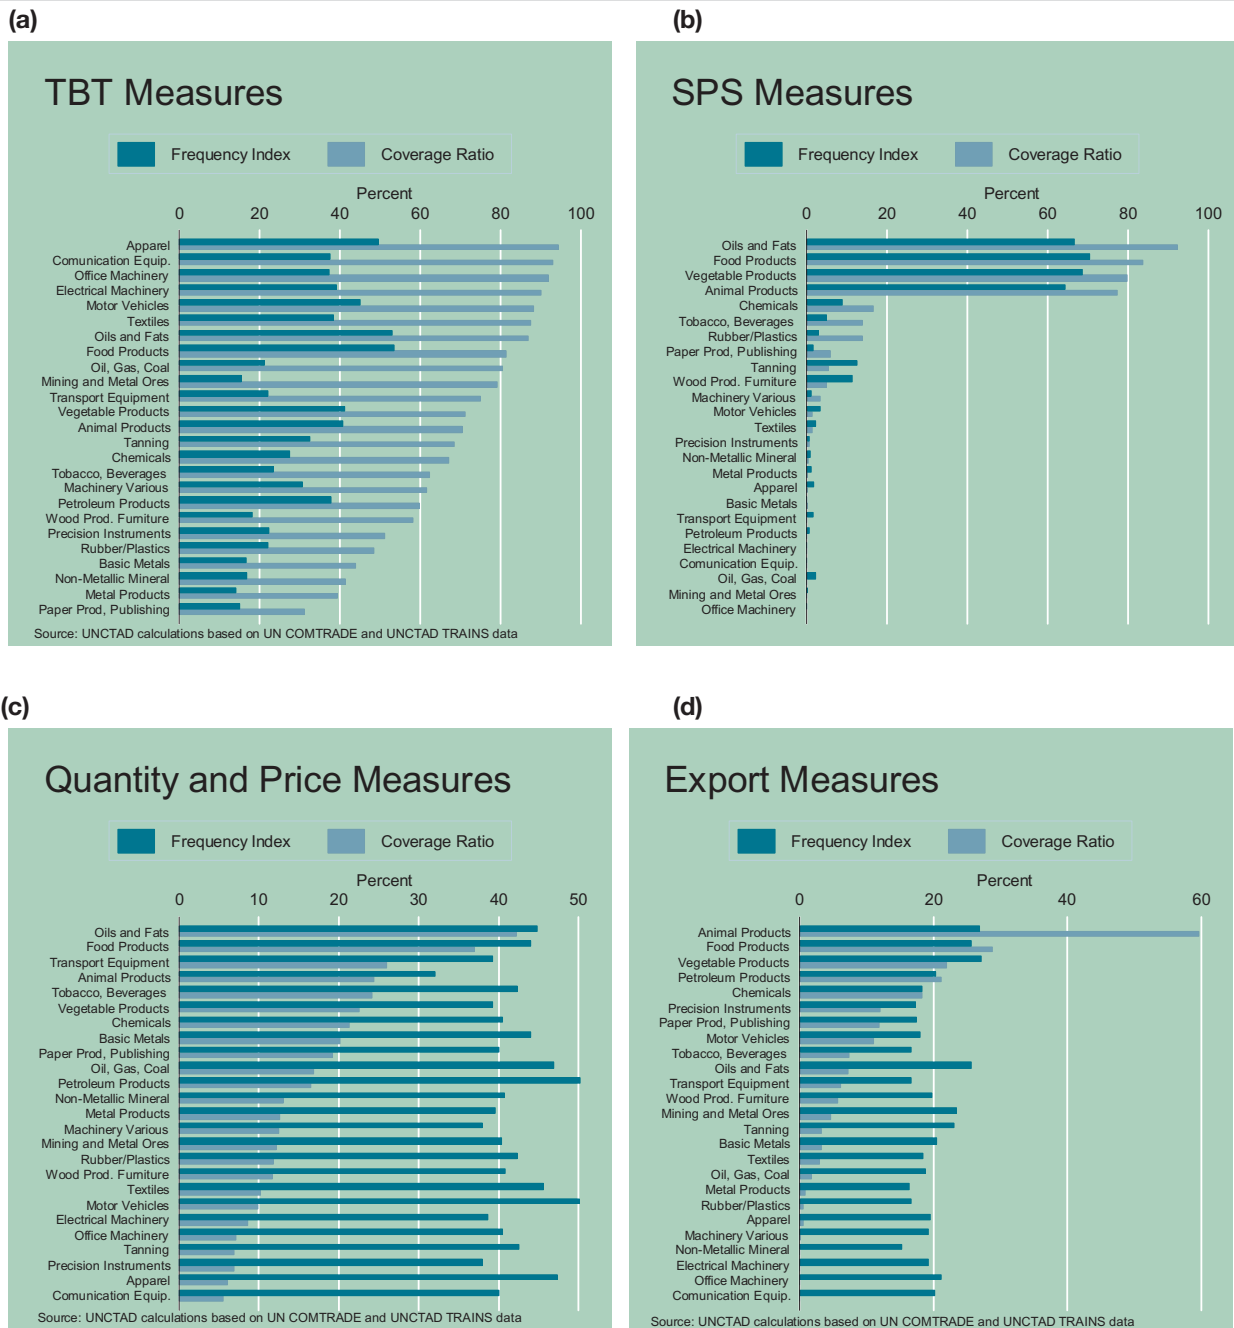 (a)
TBT Measures
Frequency Index Coverage Ratio
Percent
0 20 40 60 80 100
Apparel
Comunication Equip.
Office Machinery
Electrical Machinery
Motor Vehicles
Textiles
Oils and Fats
Food Products
Oil, Gas, Coal
Mining and Metal Ores
Transport Equipment
Vegetable Products
Animal Products
Tanning
Chemicals
Tobacco, Beverages
Machinery Various
Petroleum Products
Wood Prod. Furniture
Precision Instruments
Rubber/Plastics
Basic Metals
Non-Metallic Mineral
Metal Products
Paper Prod, Publishing
Source: UNCTAD calculations based on UN COMTRADE and UNCTAD TRAINS data
(b)
SPS Measures
Frequency Index Coverage Ratio
Percent
0 20 40 60 80 100
Oils and Fats
Food Products
Vegetable Products
Animal Products
Chemicals
Tobacco, Beverages
Rubber/Plastics
Paper Prod, Publishing
Tanning
Wood Prod. Furniture
Machinery Various
Motor Vehicles
Textiles
Precision Instruments
Non-Metallic Mineral
Metal Products
Apparel
Basic Metals
Transport Equipment
Petroleum Products
Electrical Machinery
Comunication Equip.
Oil, Gas, Coal
Mining and Metal Ores
Office Machinery
(c)
Quantity and Price Measures
Frequency Index Coverage Ratio
Percent
0 10 20 30 40 50
Oils and Fats
Food Products
Transport Equipment
Animal Products
Tobacco, Beverages
Vegetable Products
Chemicals
Basic Metals
Paper Prod, Publishing
Oil, Gas, Coal
Petroleum Products
Non-Metallic Mineral
Metal Products
Machinery Various
Mining and Metal Ores
Rubber/Plastics
Wood Prod. Furniture
Textiles
Motor Vehicles
Electrical Machinery
Office Machinery
Tanning
Precision Instruments
Apparel
Comunication Equip.
Source: UNCTAD calculations based on UN COMTRADE and UNCTAD TRAINS data
(d)
Export Measures
Frequency Index Coverage Ratio
Percent
0 20 40 60
Animal Products
Food Products
Vegetable Products
Petroleum Products
Chemicals
Precision Instruments
Paper Prod, Publishing
Motor Vehicles
Tobacco, Beverages
Oils and Fats
Transport Equipment
Wood Prod. Furniture
Mining and Metal Ores
Tanning
Basic Metals
Textiles
Oil, Gas, Coal
Metal Products
Rubber/Plastics
Apparel
Machinery Various
Non-Metallic Mineral
Electrical Machinery
Office Machinery
Comunication Equip.
Source: UNCTAD calculations based on UN COMTRADE and UNCTAD TRAINS data